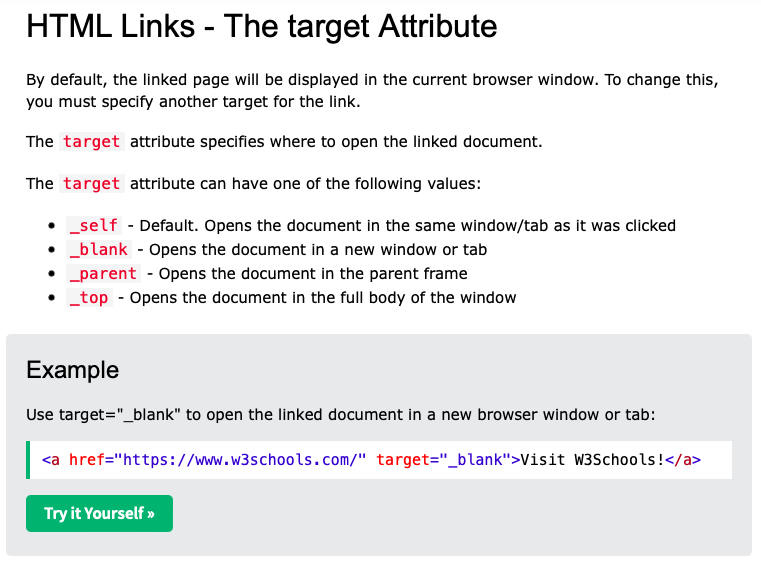 HTML Links - The target Attribute
By default, the linked page will be displayed in the current browser window. To change this,
you must specify another target for the link.
The target attribute specifies where to open the linked document.
The target attribute can have one of the following values:
• _self - Default. Opens the document in the same window/tab as it was clicked
• _blank - Opens the document in a new window or tab
• _parent - Opens the document in the parent frame
• _top - Opens the document in the full body of the window
Example
Use target="_blank" to open the linked document in a new browser window or tab:
<a href="https://www.w3schools.com/" target="_blank">Visit W3Schools!</a>
Try it Yourself »